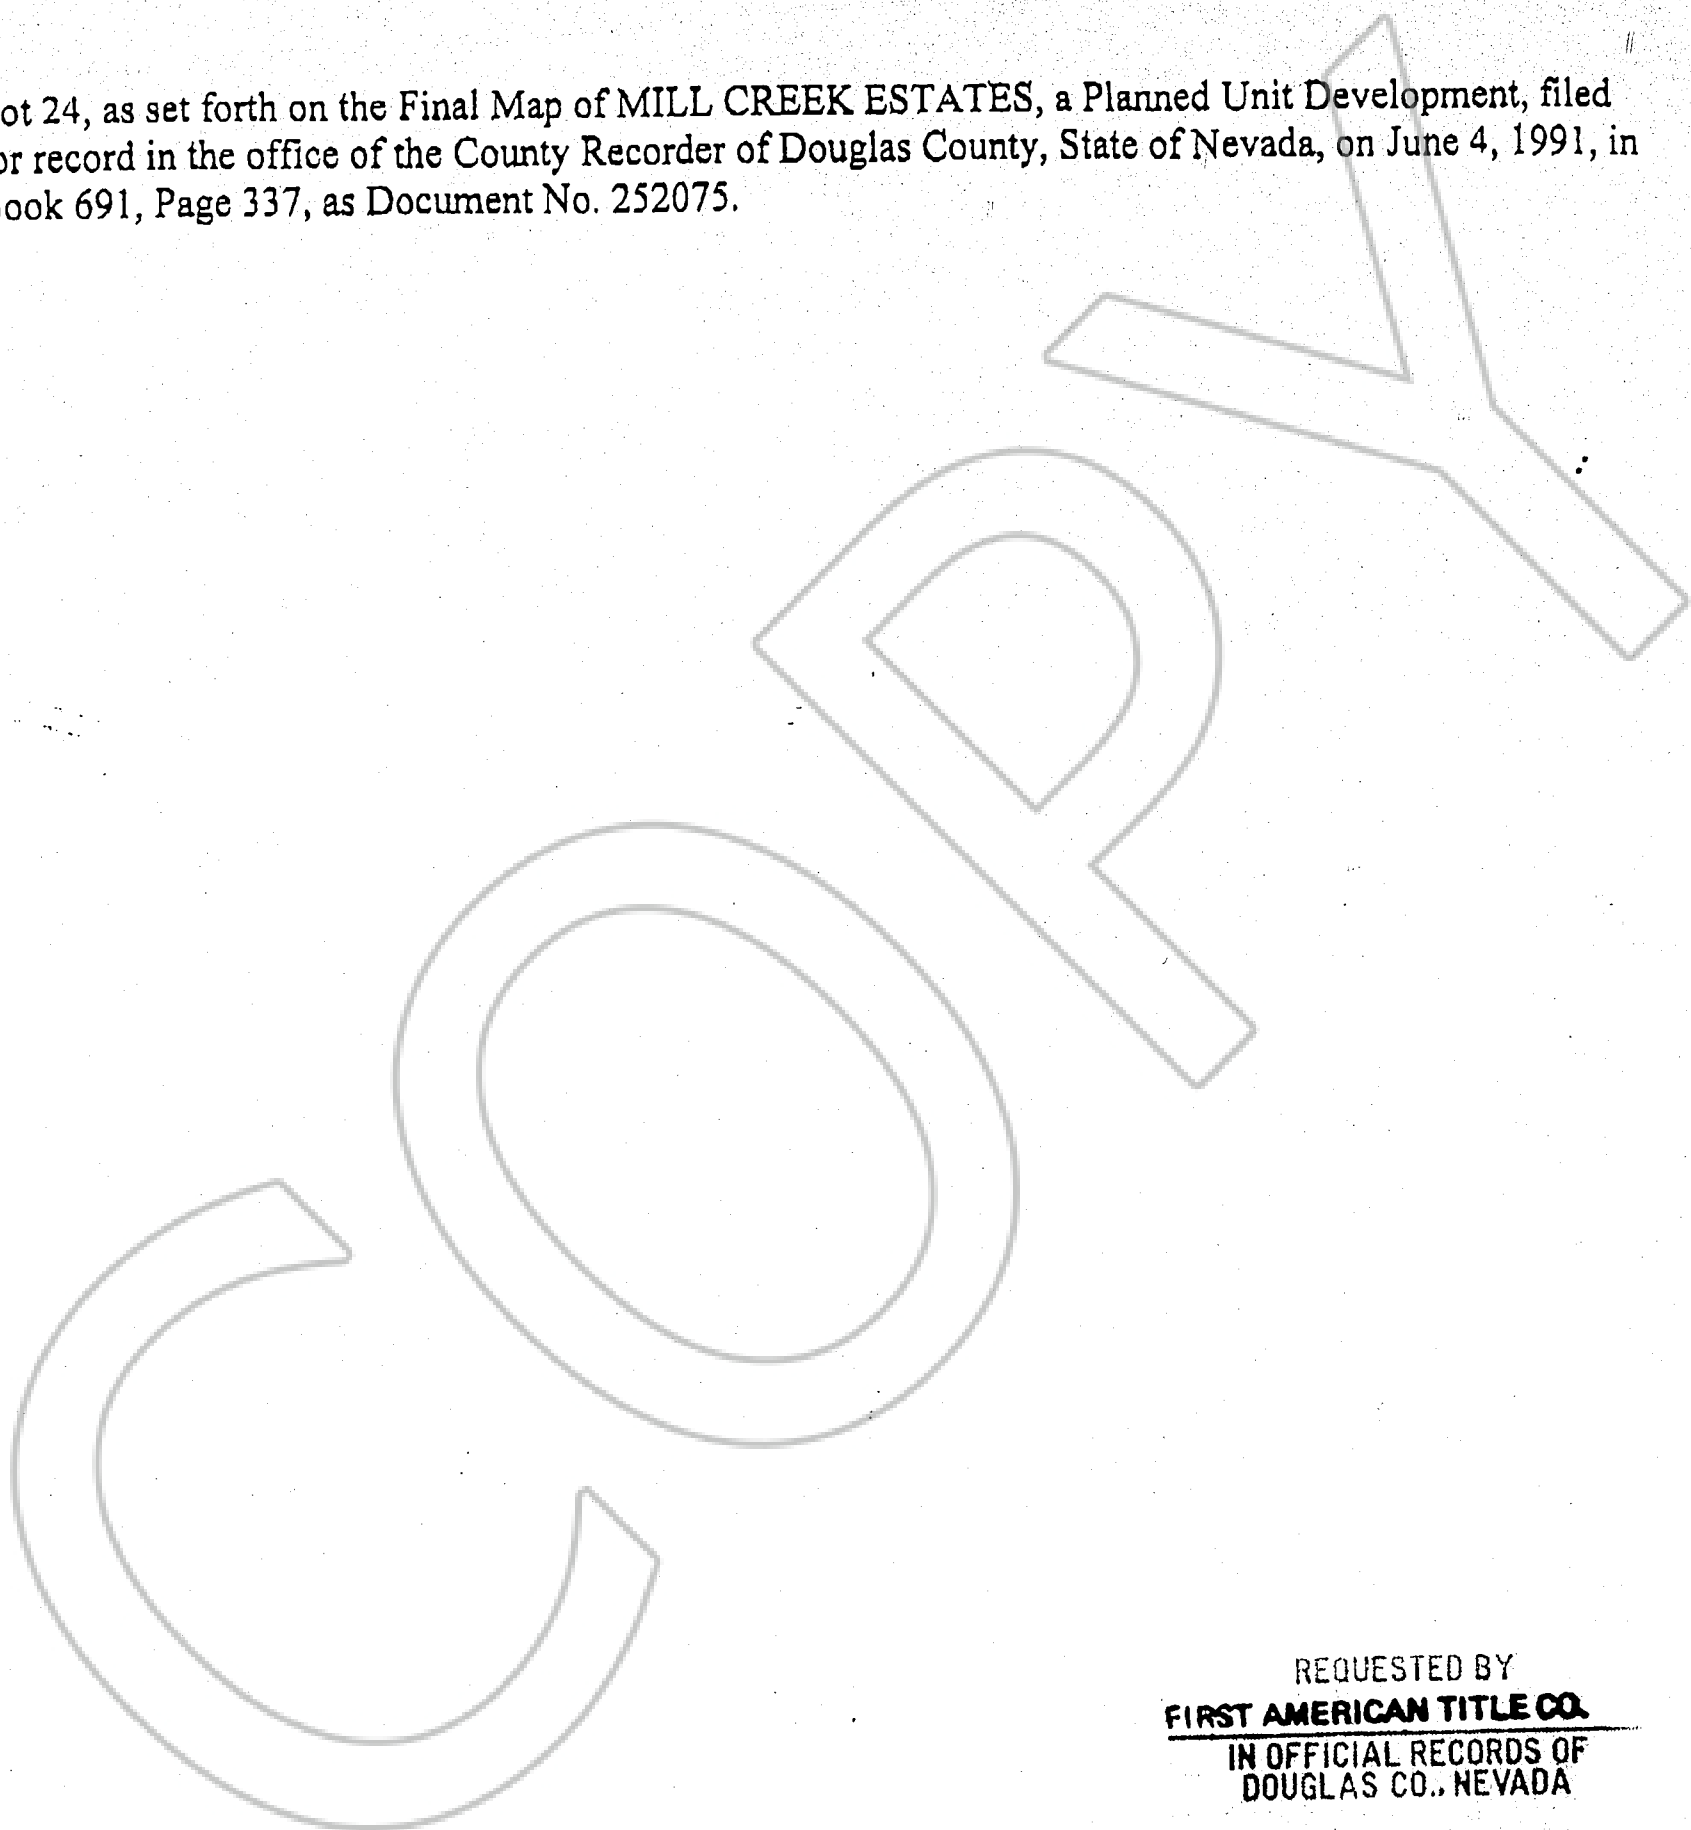 ot 24, as set forth on the Final Map of MILL CREEK ESTATES, a Planned Unit Development, filed
or record in the office of the County Recorder of Douglas County, State of Nevada, on June 4, 1991, in
ook 691, Page 337, as Document No. 252075.
COPY
REQUESTED BY
FIRST AMERICAN TITLE CO.
IN OFFICIAL RECORDS OF
DOUGLAS CO., NEVADA